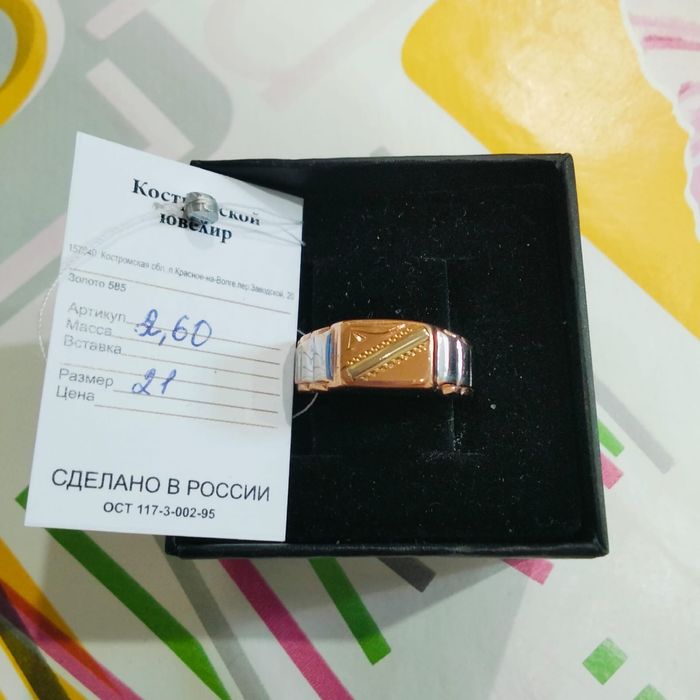 Костромской
ювелир
157940, Костромская обл. п.Красное-на-Волге,пер.Заводской, 20
Золото 585
Артикул
Масса 2,60
Вставка
Размер 21
Цена
СДЕЛАНО В РОССИИ
ОСТ 117-3-002-95